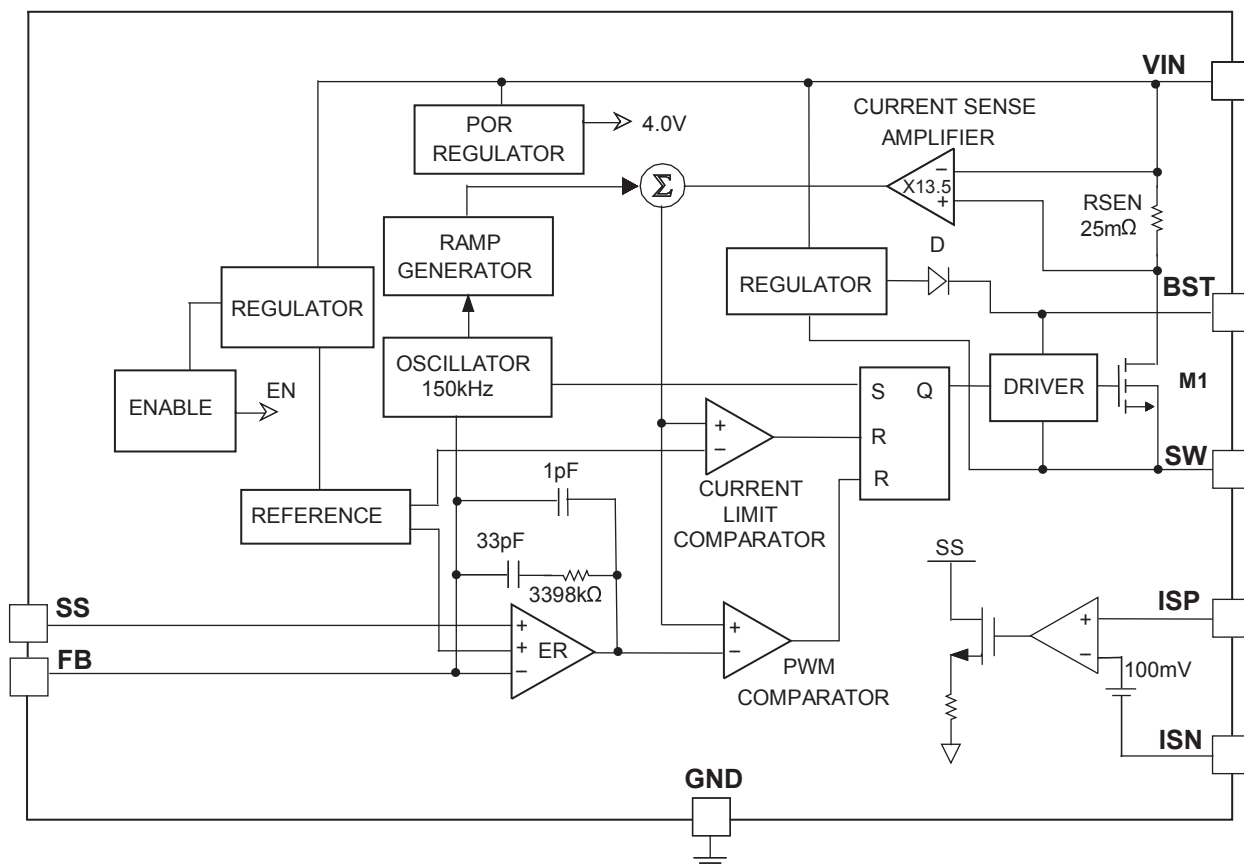 VIN
CURRENT SENSE
AMPLIFIER
POR
REGULATOR
4.0V
Σ
X13.5
−
+
RSEN
25mΩ
RAMP
GENERATOR
D
REGULATOR
REGULATOR
BST
OSCILLATOR
150kHz
ENABLE
EN
S
Q
R
R
DRIVER
M1
+
−
SW
1pF
CURRENT
LIMIT
COMPARATOR
REFERENCE
33pF
3398kΩ
SS
SS
ISP
+
+
−
ER
FB
+
−
PWM
COMPARATOR
+
−
100mV
ISN
GND